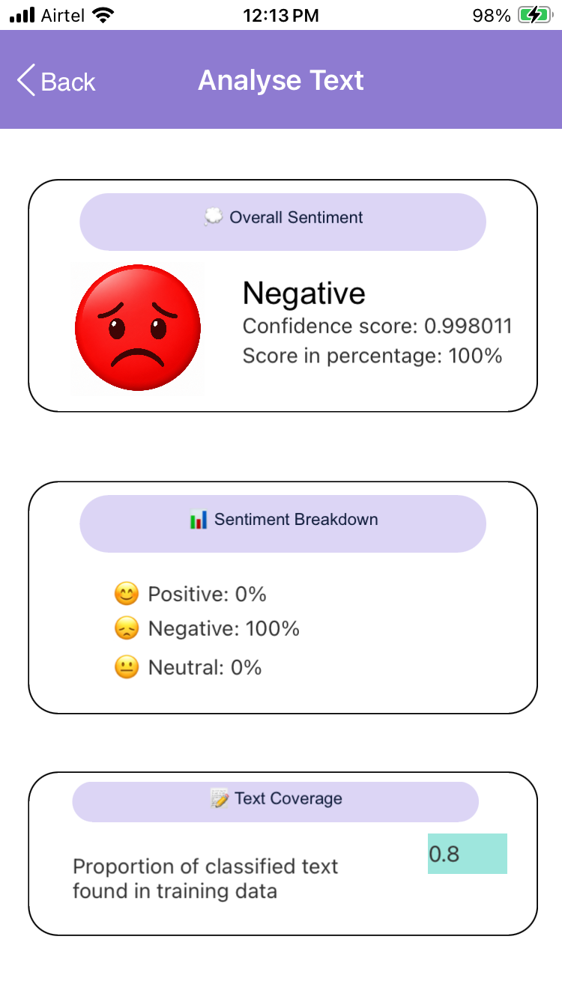 Airtel 12:13 PM 98%
Back Analyse Text
Overall Sentiment
Negative
Confidence score: 0.998011
Score in percentage: 100%
Sentiment Breakdown
Positive: 0%
Negative: 100%
Neutral: 0%
Text Coverage
0.8
Proportion of classified text
found in training data